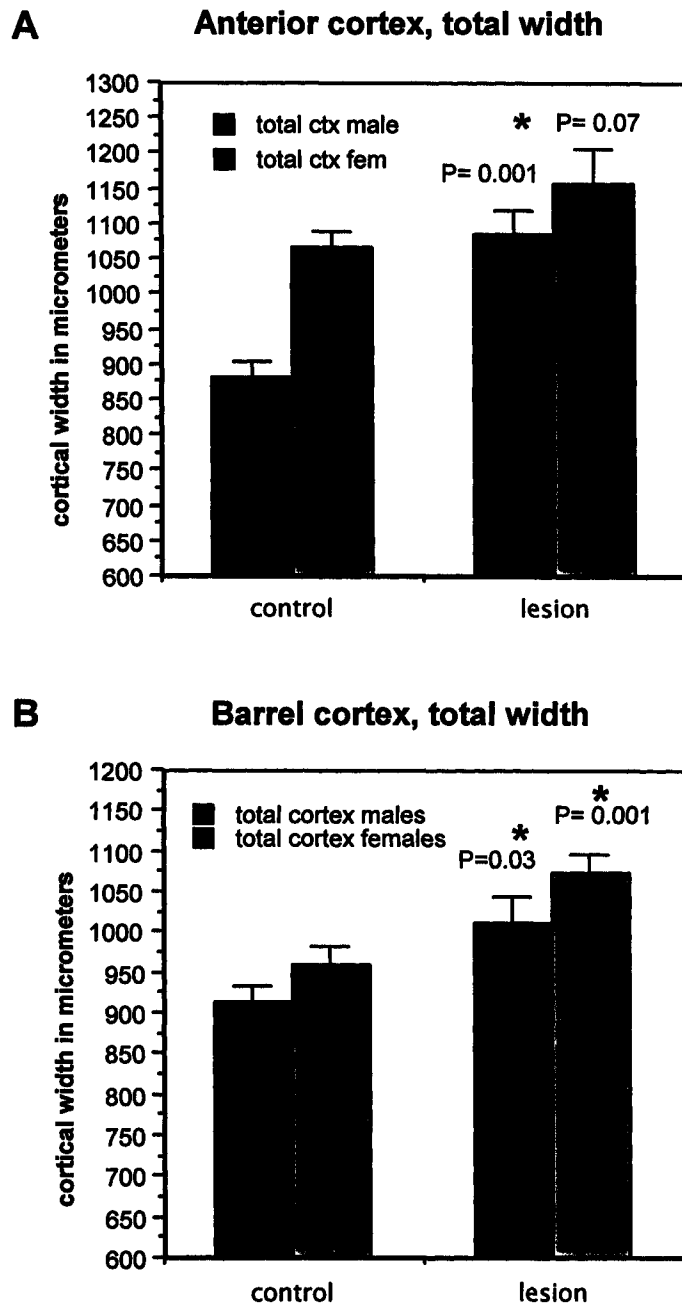 A
Anterior cortex, total width
cortical width in micrometers
1300
1250
1200
1150
1100
1050
1000
950
900
850
800
750
700
650
600
total ctx male
total ctx fem
* P= 0.07
P= 0.001
control lesion
B
Barrel cortex, total width
cortical width in micrometers
1200
1150
1100
1050
1000
950
900
850
800
750
700
650
600
total cortex males
total cortex females
*
P= 0.001
*
P=0.03
control lesion